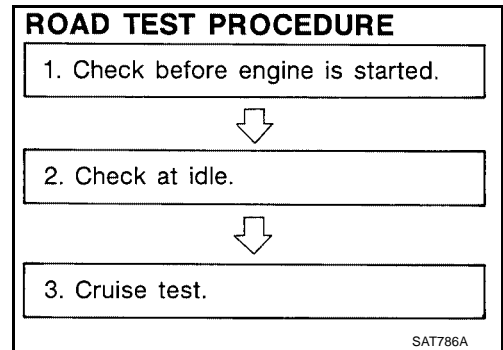 ROAD TEST PROCEDURE
1. Check before engine is started.
2. Check at idle.
3. Cruise test.
SAT786A